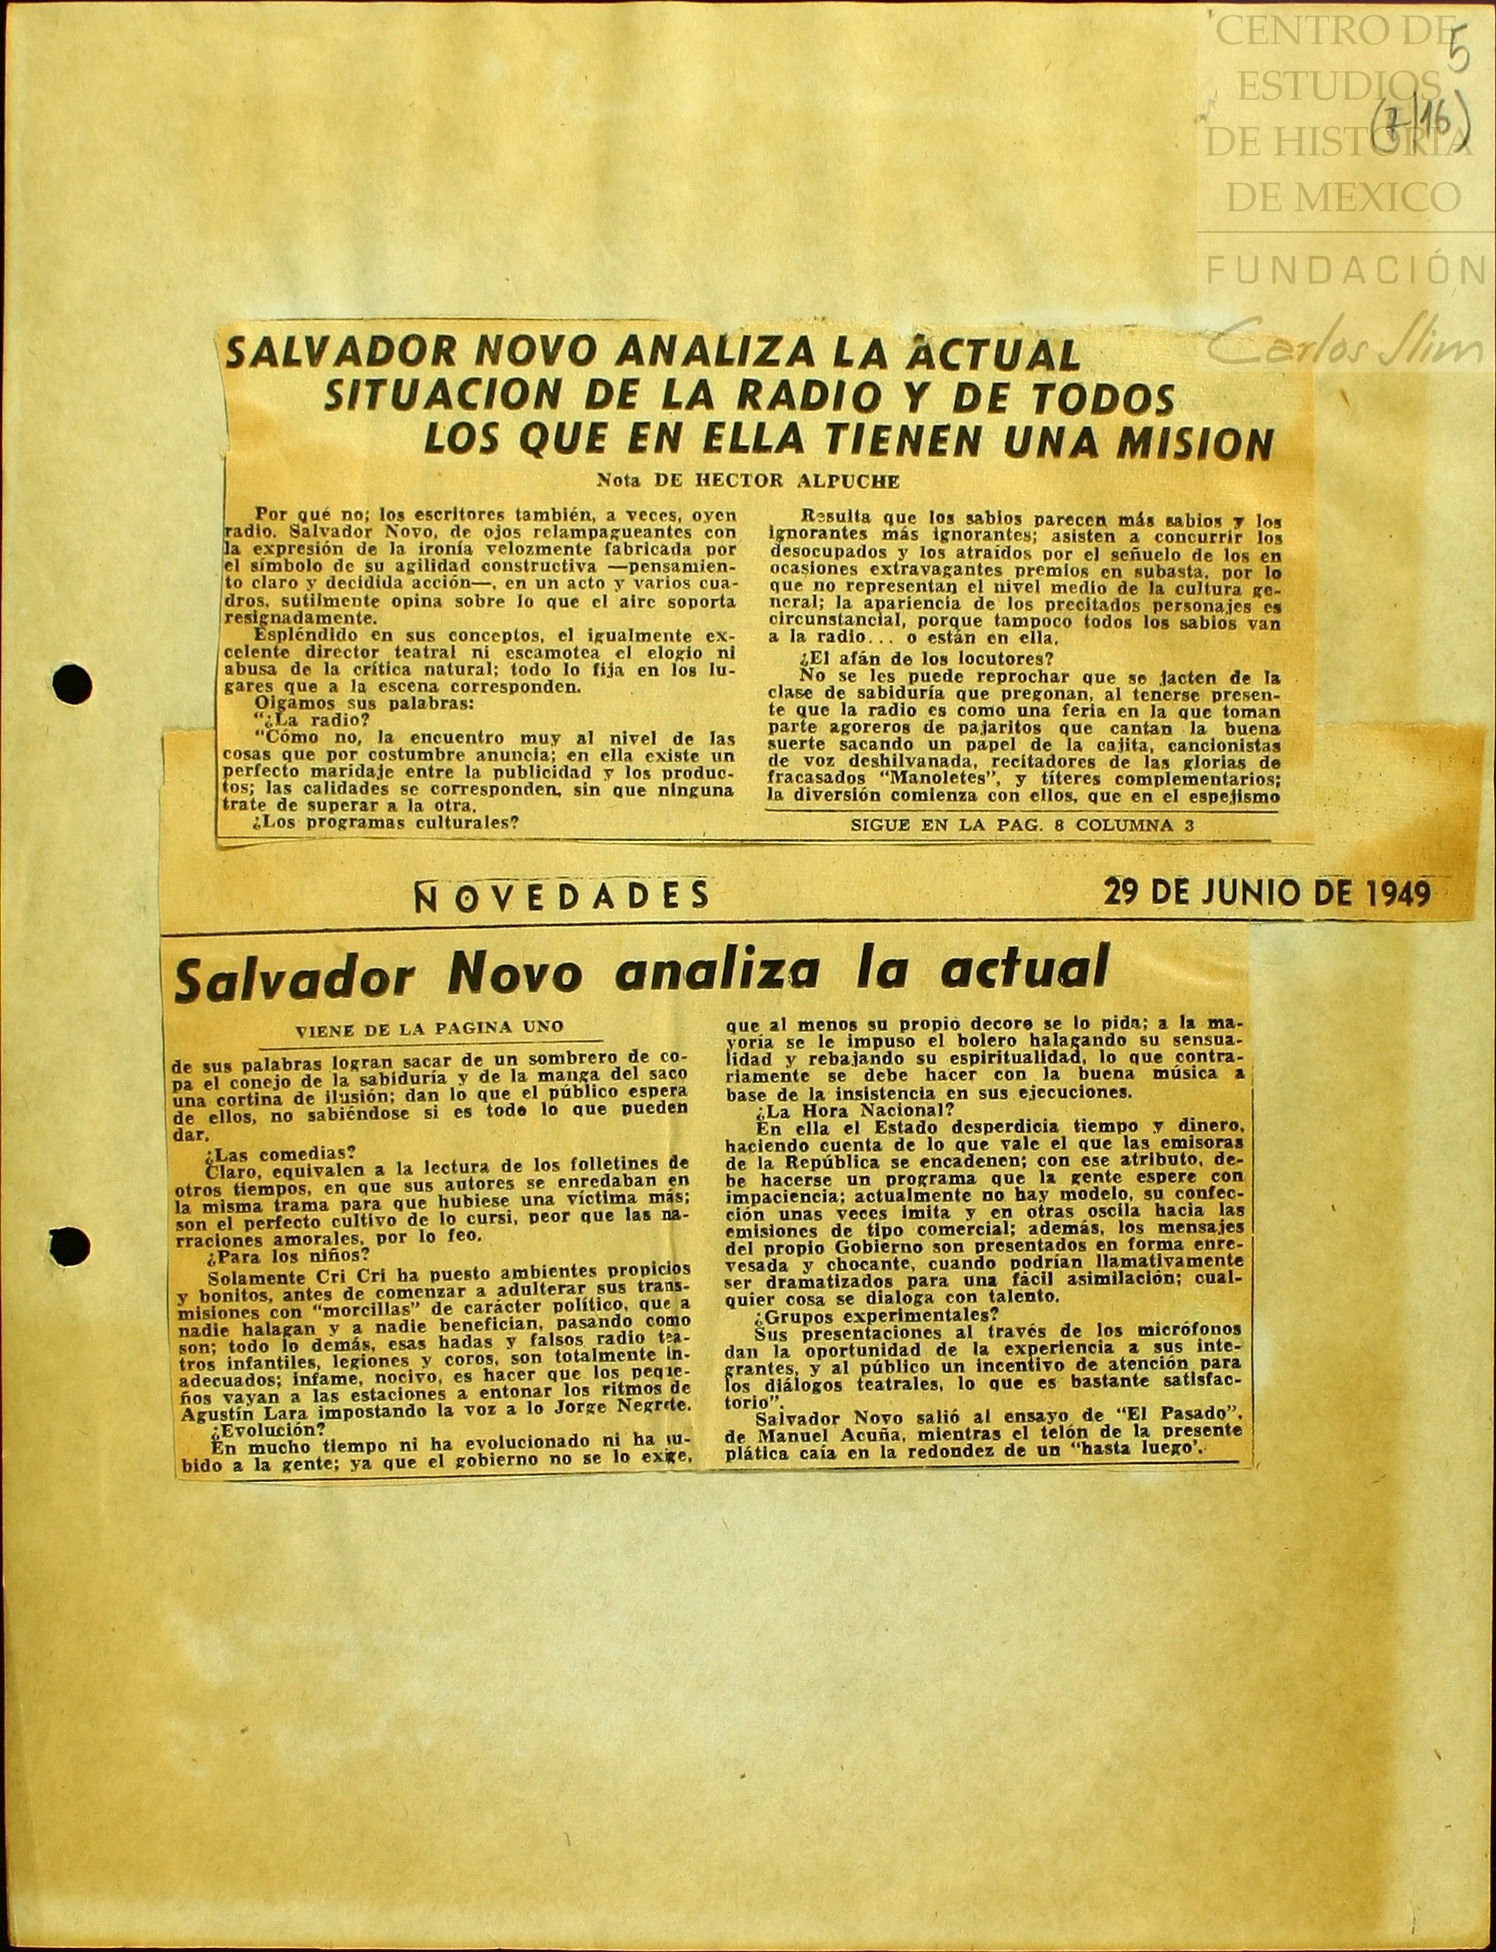 CENTRO DE
ESTUDIOS
DE HISTORIA
DE MEXICO
FUNDACIÓN
Carlos Slim
5
(7/16)
SALVADOR NOVO ANALIZA LA ACTUAL
SITUACION DE LA RADIO Y DE TODOS
LOS QUE EN ELLA TIENEN UNA MISION
Nota DE HECTOR ALPUCHE
Por qué no; los escritores también, a veces, oyen
radio. Salvador Novo, de ojos relampagueantes con
la expresión de la ironía velozmente fabricada por
el símbolo de su agilidad constructiva —pensamien-
to claro y decidida acción—, en un acto y varios cua-
dros, sutilmente opina sobre lo que el aire soporta
resignadamente.
Espléndido en sus conceptos, el igualmente ex-
celente director teatral ni escamotea el elogio ni
abusa de la crítica natural; todo lo fija en los lu-
gares que a la escena corresponden.
Oigamos sus palabras:
"¿La radio?
"Cómo no, la encuentro muy al nivel de las
cosas que por costumbre anuncia; en ella existe un
perfecto maridaje entre la publicidad y los produc-
tos; las calidades se corresponden, sin que ninguna
trate de superar a la otra.
¿Los programas culturales?
Resulta que los sabios parecen más sabios y los
ignorantes más ignorantes; asisten a concurrir los
desocupados y los atraídos por el señuelo de los en
ocasiones extravagantes premios en subasta, por lo
que no representan el nivel medio de la cultura ge-
neral; la apariencia de los precitados personajes es
circunstancial, porque tampoco todos los sabios van
a la radio... o están en ella.
¿El afán de los locutores?
No se les puede reprochar que se jacten de la
clase de sabiduría que pregonan, al tenerse presen-
te que la radio es como una feria en la que toman
parte agoreros de pajaritos que cantan la buena
suerte sacando un papel de la cajita, cancionistas
de voz deshilvanada, recitadores de las glorias de
fracasados "Manoletes", y títeres complementarios;
la diversión comienza con ellos, que en el espejismo
SIGUE EN LA PAG. 8 COLUMNA 3
NOVEDADES
29 DE JUNIO DE 1949
Salvador Novo analiza la actual
VIENE DE LA PAGINA UNO
de sus palabras logran sacar de un sombrero de co-
pa el conejo de la sabiduría y de la manga del saco
una cortina de ilusión; dan lo que el público espera
de ellos, no sabiéndose si es todo lo que pueden
dar.
¿Las comedias?
Claro, equivalen a la lectura de los folletines de
otros tiempos, en que sus autores se enredaban en
la misma trama para que hubiese una víctima más;
son el perfecto cultivo de lo cursi, peor que las na-
rraciones amorales, por lo feo.
¿Para los niños?
Solamente Cri Cri ha puesto ambientes propicios
y bonitos, antes de comenzar a adulterar sus trans-
misiones con "morcillas" de carácter político, que a
nadie halagan y a nadie benefician, pasando como
son; todo lo demás, esas hadas y falsos radio tea-
tros infantiles, legiones y coros, son totalmente in-
adecuados; infame, nocivo, es hacer que los peque-
ños vayan a las estaciones a entonar los ritmos de
Agustín Lara impostando la voz a lo Jorge Negrete.
¿Evolución?
En mucho tiempo ni ha evolucionado ni ha su-
bido a la gente; ya que el gobierno no se lo exige,
que al menos su propio decoro se lo pida; a la ma-
yoría se le impuso el bolero halagando su sensua-
lidad y rebajando su espiritualidad, lo que contra-
riamente se debe hacer con la buena música a
base de la insistencia en sus ejecuciones.
¿La Hora Nacional?
En ella el Estado desperdicia tiempo y dinero,
haciendo cuenta de lo que vale el que las emisoras
de la República se encadenen; con ese atributo, de-
be hacerse un programa que la gente espere con
impaciencia; actualmente no hay modelo, su confec-
ción unas veces imita y en otras oscila hacia las
emisiones de tipo comercial; además, los mensajes
del propio Gobierno son presentados en forma enre-
vesada y chocante, cuando podrían llamativamente
ser dramatizados para una fácil asimilación; cual-
quier cosa se dialoga con talento.
¿Grupos experimentales?
Sus presentaciones al través de los micrófonos
dan la oportunidad de la experiencia a sus inte-
grantes, y al público un incentivo de atención para
los diálogos teatrales, lo que es bastante satisfac-
torio".
Salvador Novo salió al ensayo de "El Pasado",
de Manuel Acuña, mientras el telón de la presente
plática caía en la redondez de un "hasta luego'.